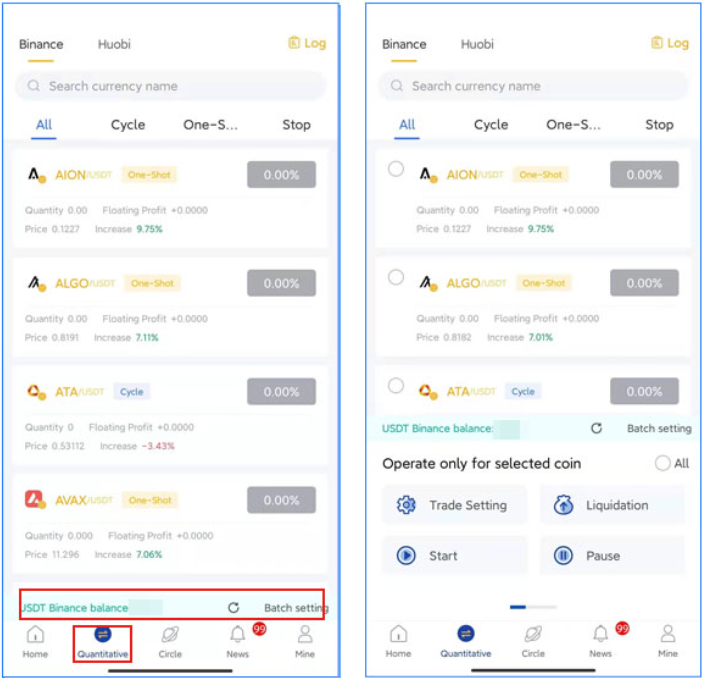 Binance Huobi Log
Search currency name
All Cycle One-S... Stop
AION/USDT One-Shot 0.00%
Quantity 0.00 Floating Profit +0.0000
Price 0.1227 Increase 9.75%
ALGO/USDT One-Shot 0.00%
Quantity 0.00 Floating Profit +0.0000
Price 0.8191 Increase 7.11%
ATA/USDT Cycle 0.00%
Quantity 0 Floating Profit +0.0000
Price 0.53112 Increase -3.43%
AVAX/USDT One-Shot 0.00%
Quantity 0.000 Floating Profit +0.0000
Price 11.296 Increase 7.06%
USDT Binance balance Batch setting
99
Home Quantitative Circle News Mine
Binance Huobi Log
Search currency name
All Cycle One-S... Stop
AION/USDT One-Shot 0.00%
Quantity 0.00 Floating Profit +0.0000
Price 0.1227 Increase 9.75%
ALGO/USDT One-Shot 0.00%
Quantity 0.00 Floating Profit +0.0000
Price 0.8182 Increase 7.01%
ATA/USDT Cycle 0.00%
USDT Binance balance: Batch setting
Operate only for selected coin All
Trade Setting Liquidation
Start Pause
99
Home Quantitative Circle News Mine